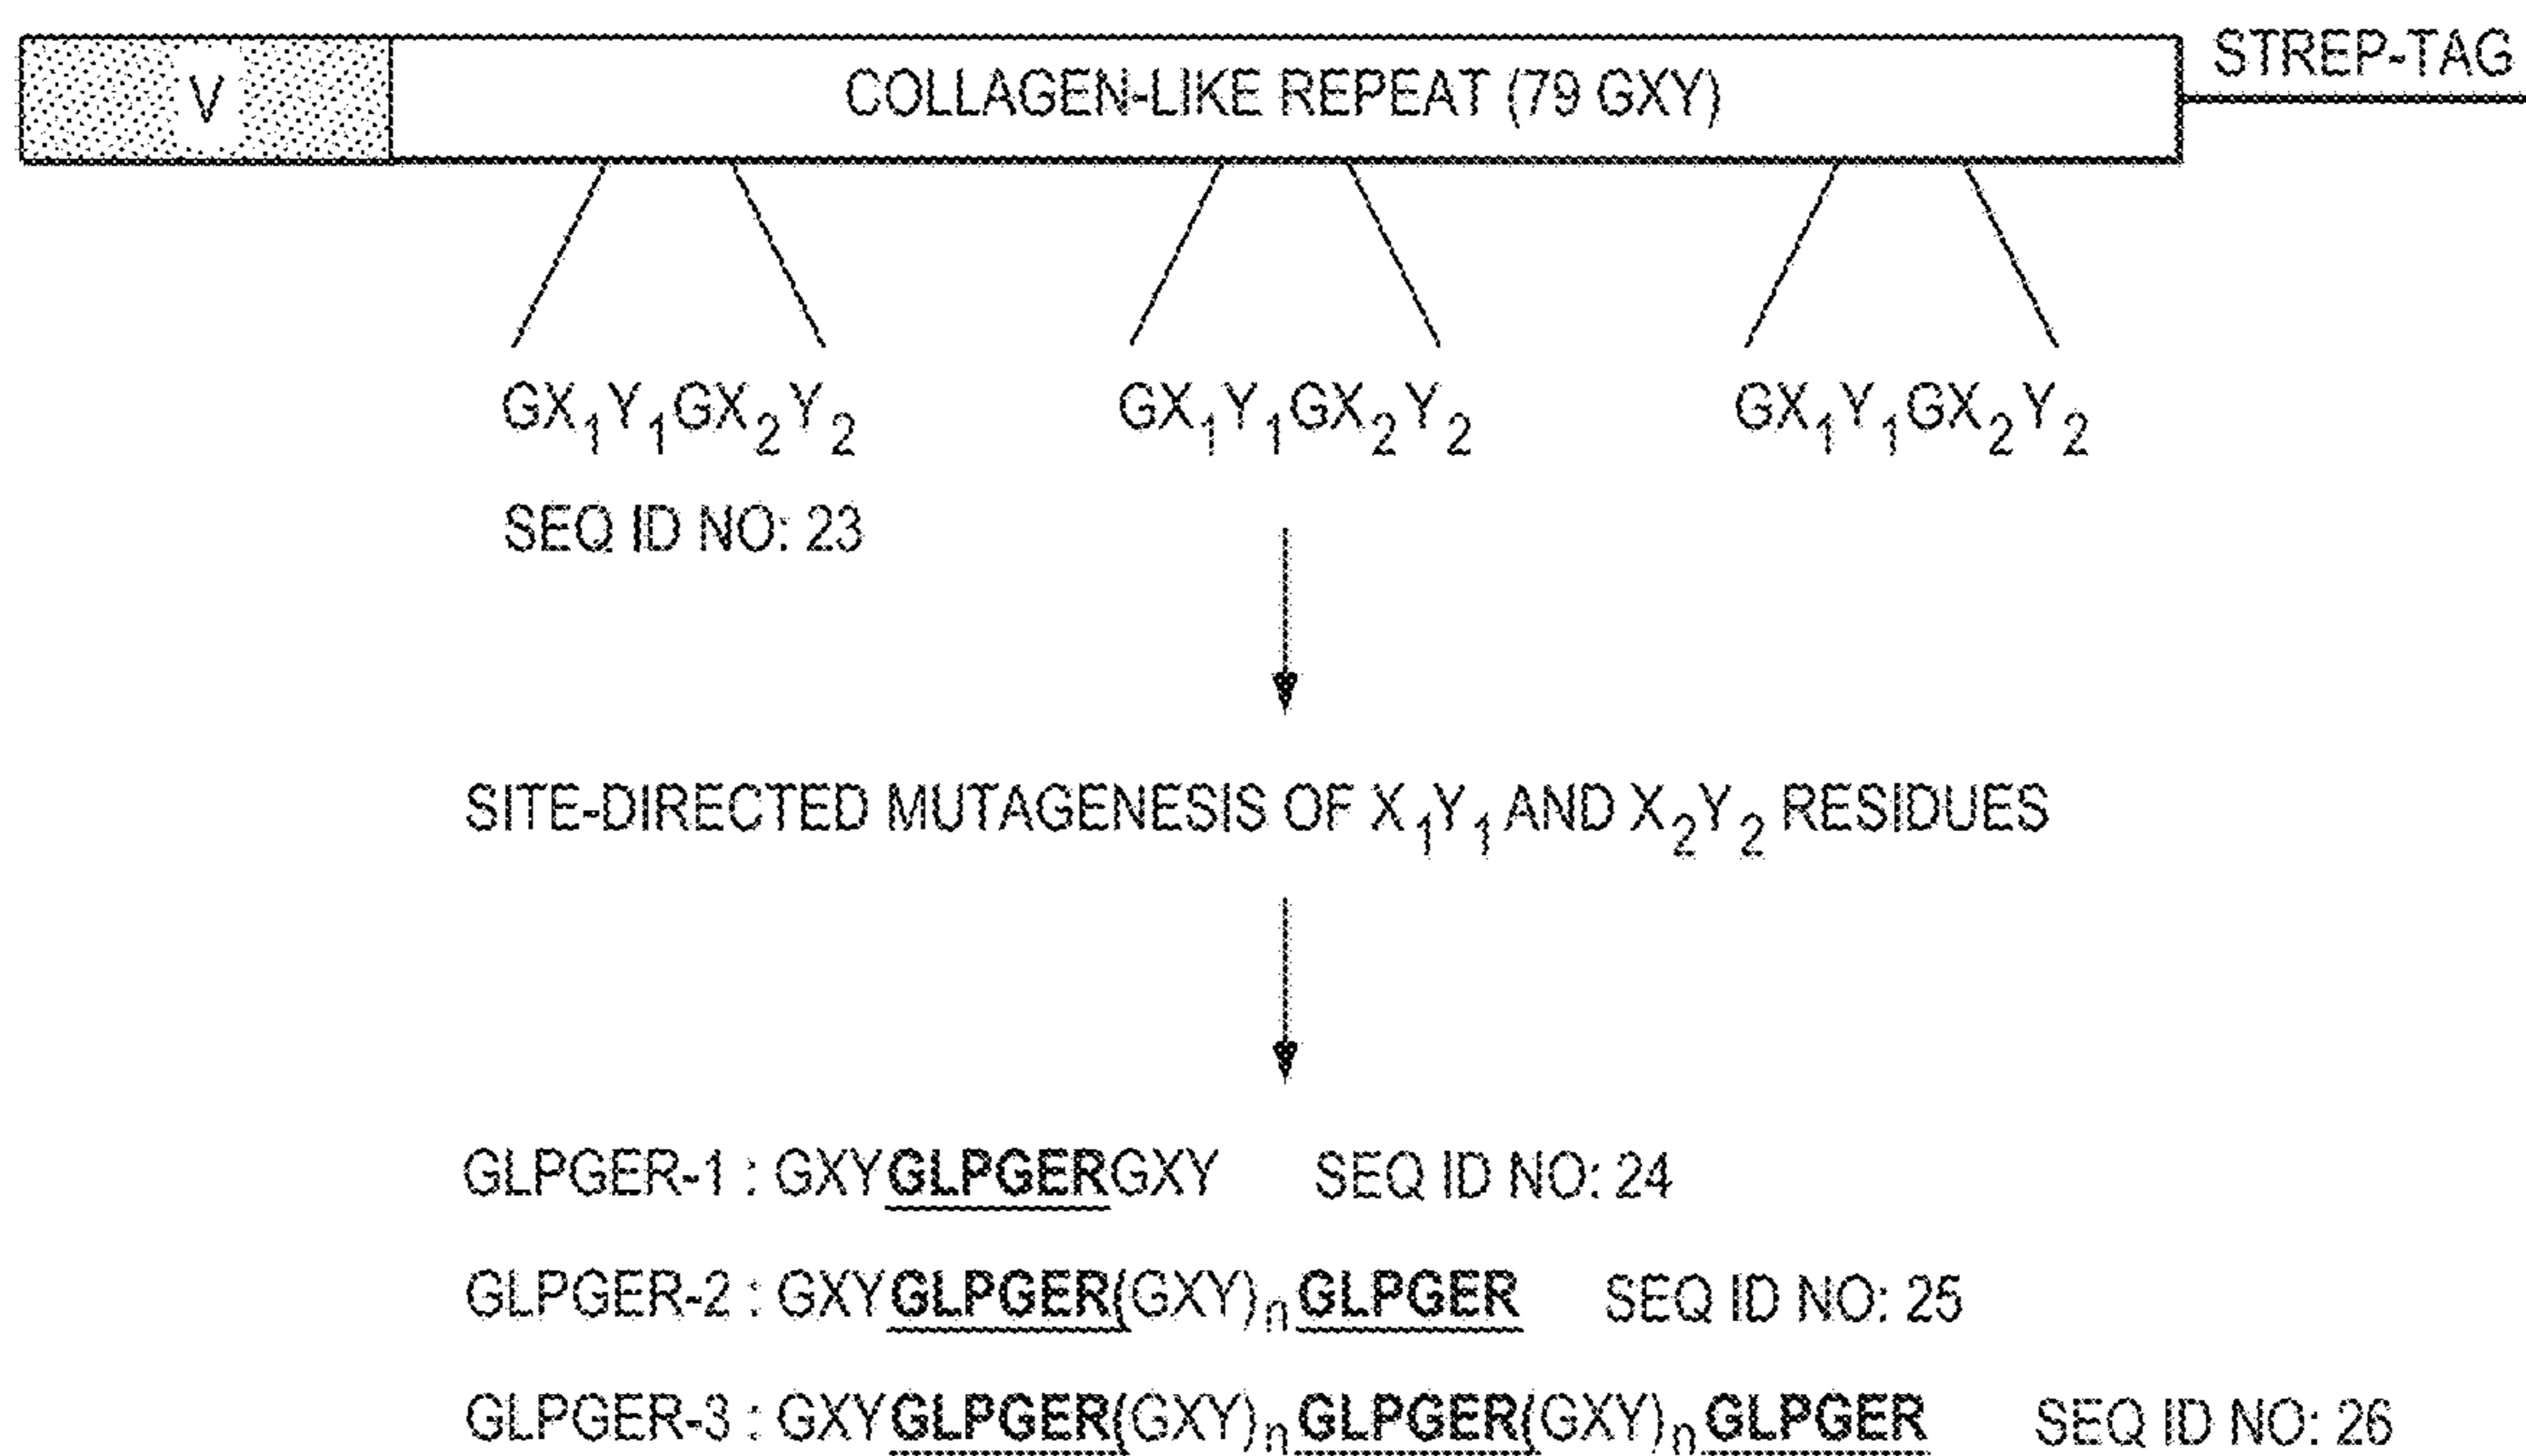 STREP-TAG
V COLLAGEN-LIKE REPEAT (79 GXY)
GX₁Y₁GX₂Y₂ GX₁Y₁GX₂Y₂ GX₁Y₁GX₂Y₂
SEQ ID NO: 23
SITE-DIRECTED MUTAGENESIS OF X₁Y₁ AND X₂Y₂ RESIDUES
GLPGER-1 : GXYGLPGERGXY SEQ ID NO: 24
GLPGER-2 : GXYGLPGER(GXY)ₙGLPGER SEQ ID NO: 25
GLPGER-3 : GXYGLPGER(GXY)ₙGLPGER(GXY)ₙGLPGER SEQ ID NO: 26